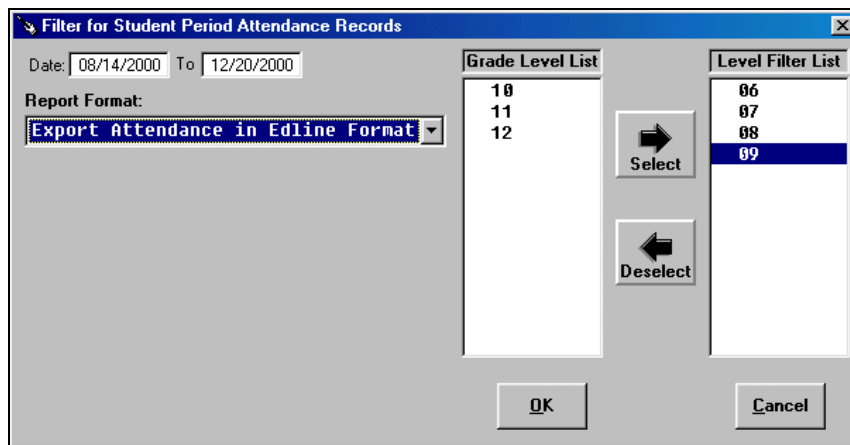 Filter for Student Period Attendance Records
Date: 08/14/2000 To 12/20/2000
Report Format:
Export Attendance in Edline Format
Grade Level List
10
11
12
Select
Deselect
Level Filter List
06
07
08
09
OK
Cancel